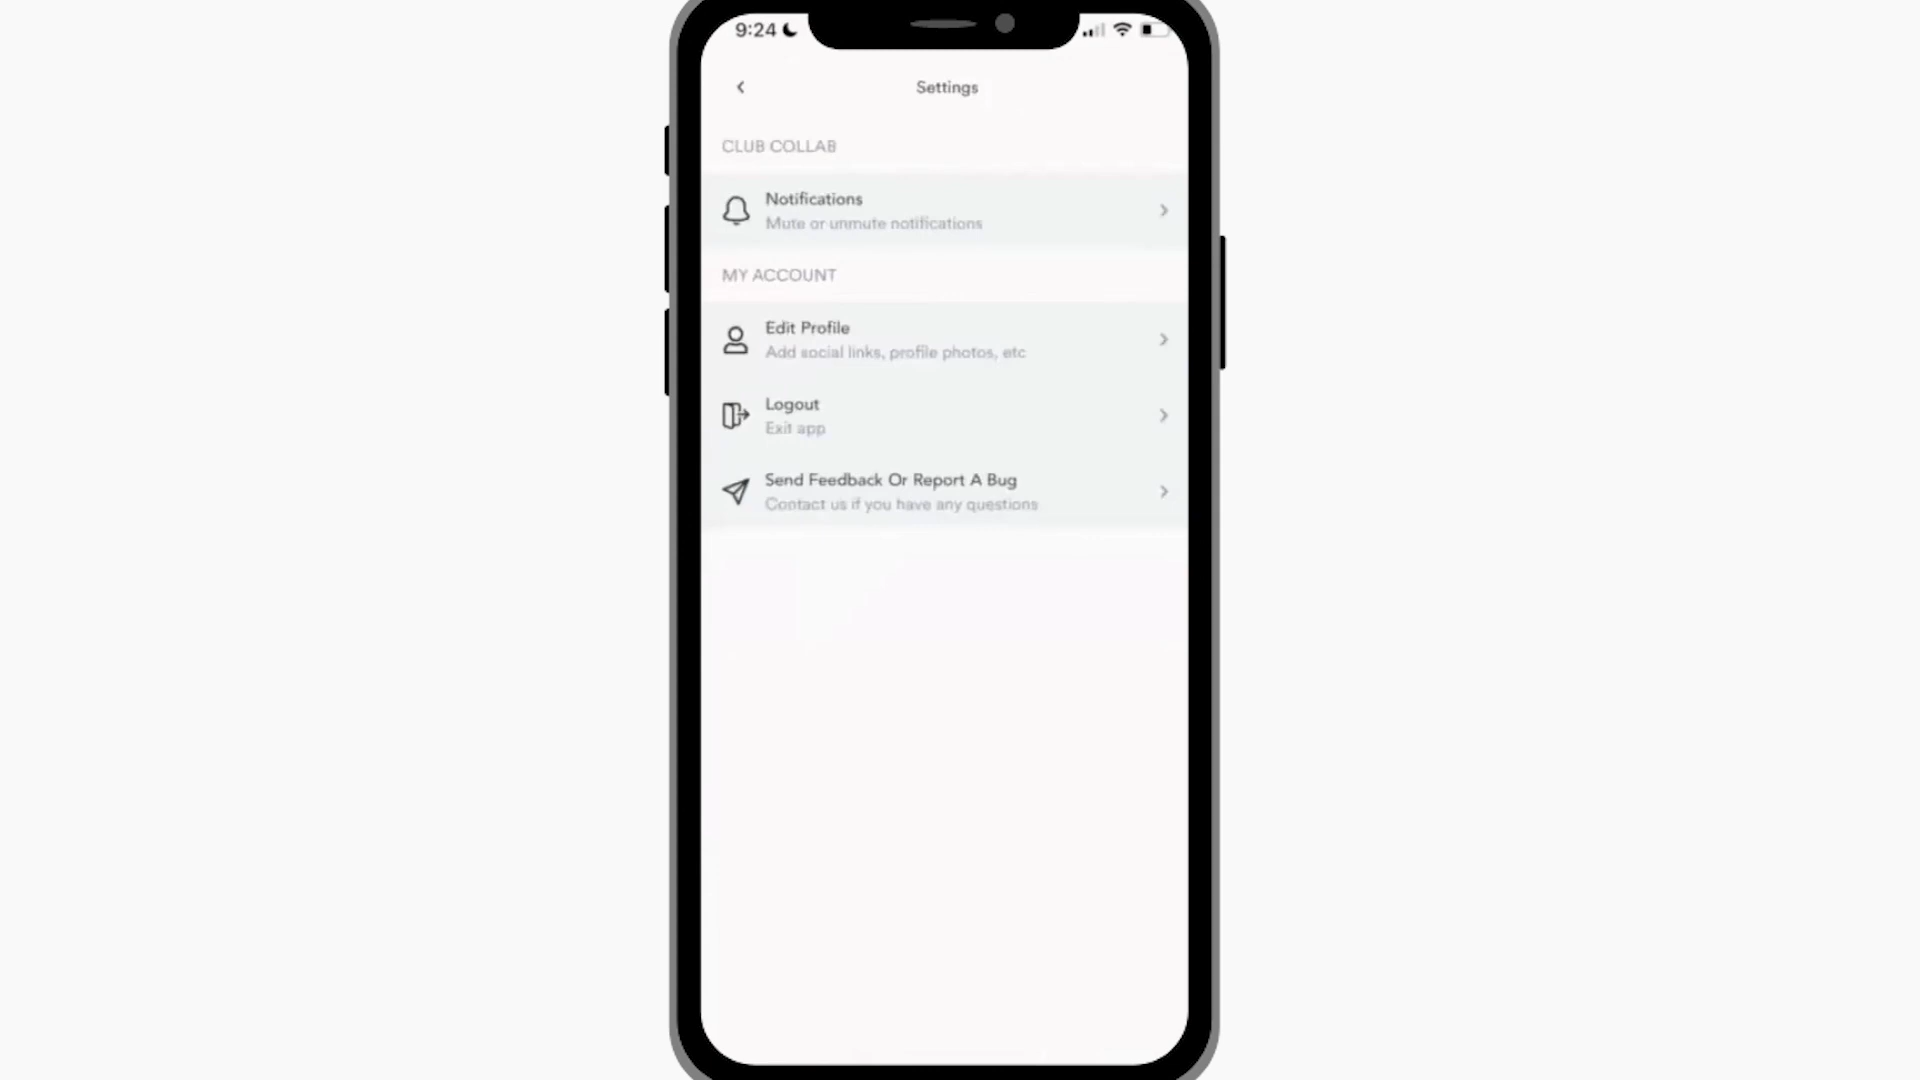 9:24
Settings
CLUB COLLAB
Notifications
Mute or unmute notifications
MY ACCOUNT
Edit Profile
Add social links, profile photos, etc
Logout
Exit app
Send Feedback Or Report A Bug
Contact us if you have any questions